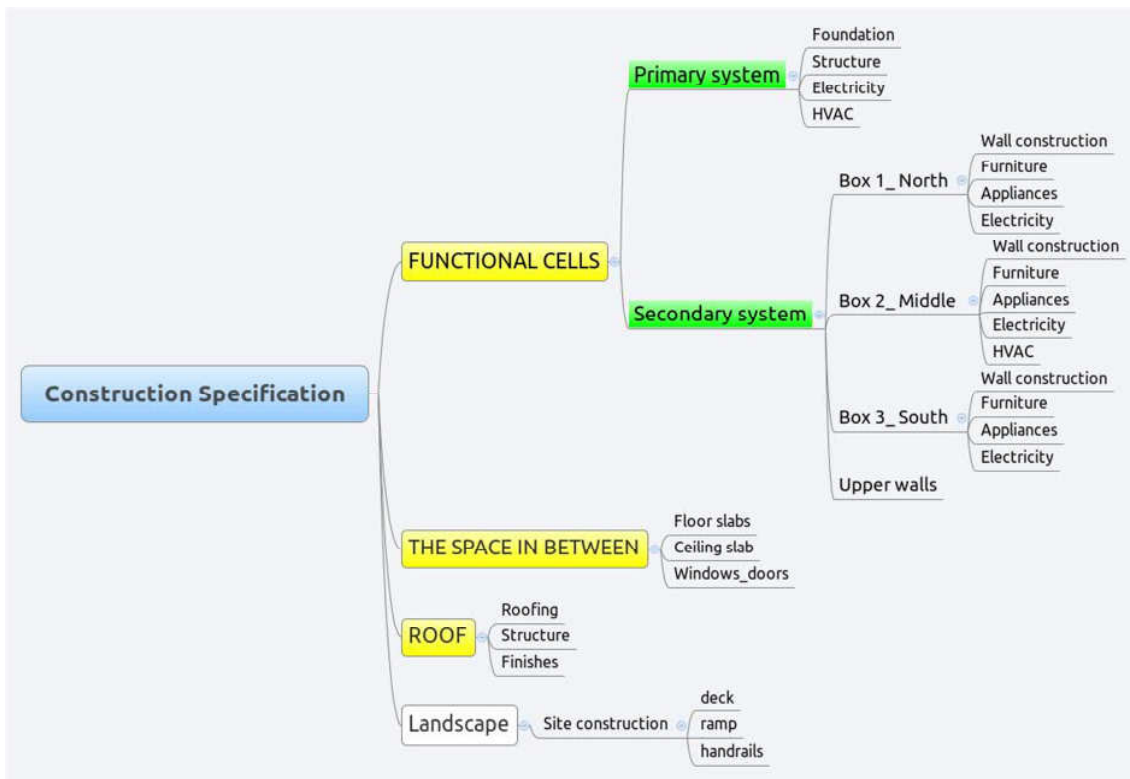 Construction Specification
FUNCTIONAL CELLS
Primary system
Foundation
Structure
Electricity
HVAC
Secondary system
Box 1_ North
Wall construction
Furniture
Appliances
Electricity
Box 2_ Middle
Wall construction
Furniture
Appliances
Electricity
HVAC
Box 3_ South
Wall construction
Furniture
Appliances
Electricity
Upper walls
THE SPACE IN BETWEEN
Floor slabs
Ceiling slab
Windows_doors
ROOF
Roofing
Structure
Finishes
Landscape
Site construction
deck
ramp
handrails